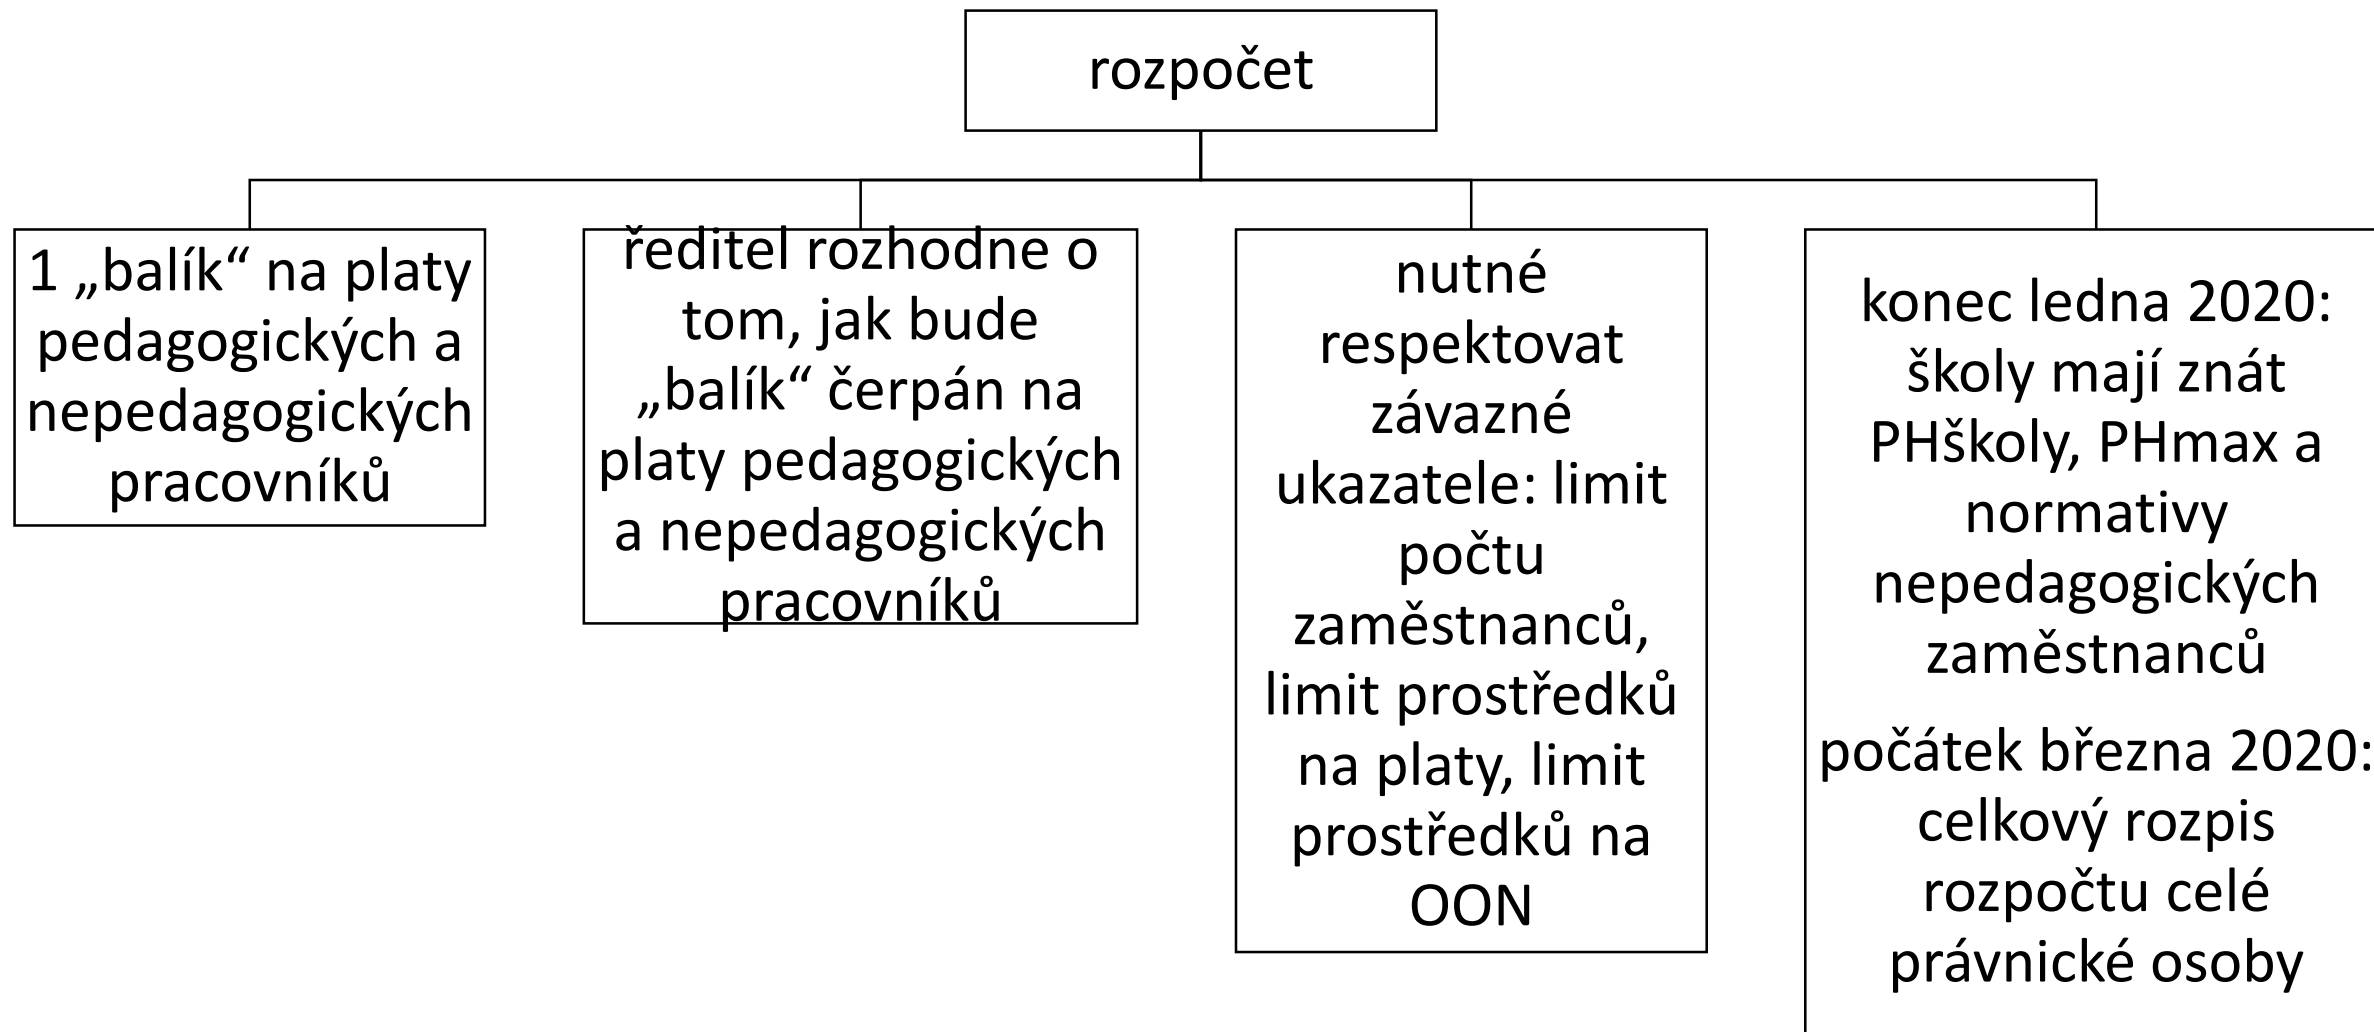 rozpočet
1 „balík“ na platy
pedagogických a
nepedagogických
pracovníků
ředitel rozhodne o
tom, jak bude
„balík“ čerpán na
platy pedagogických
a nepedagogických
pracovníků
nutné
respektovat
závazné
ukazatele: limit
počtu
zaměstnanců,
limit prostředků
na platy, limit
prostředků na
OON
konec ledna 2020:
školy mají znát
PHškoly, PHmax a
normativy
nepedagogických
zaměstnanců
počátek března 2020:
celkový rozpis
rozpočtu celé
právnické osoby